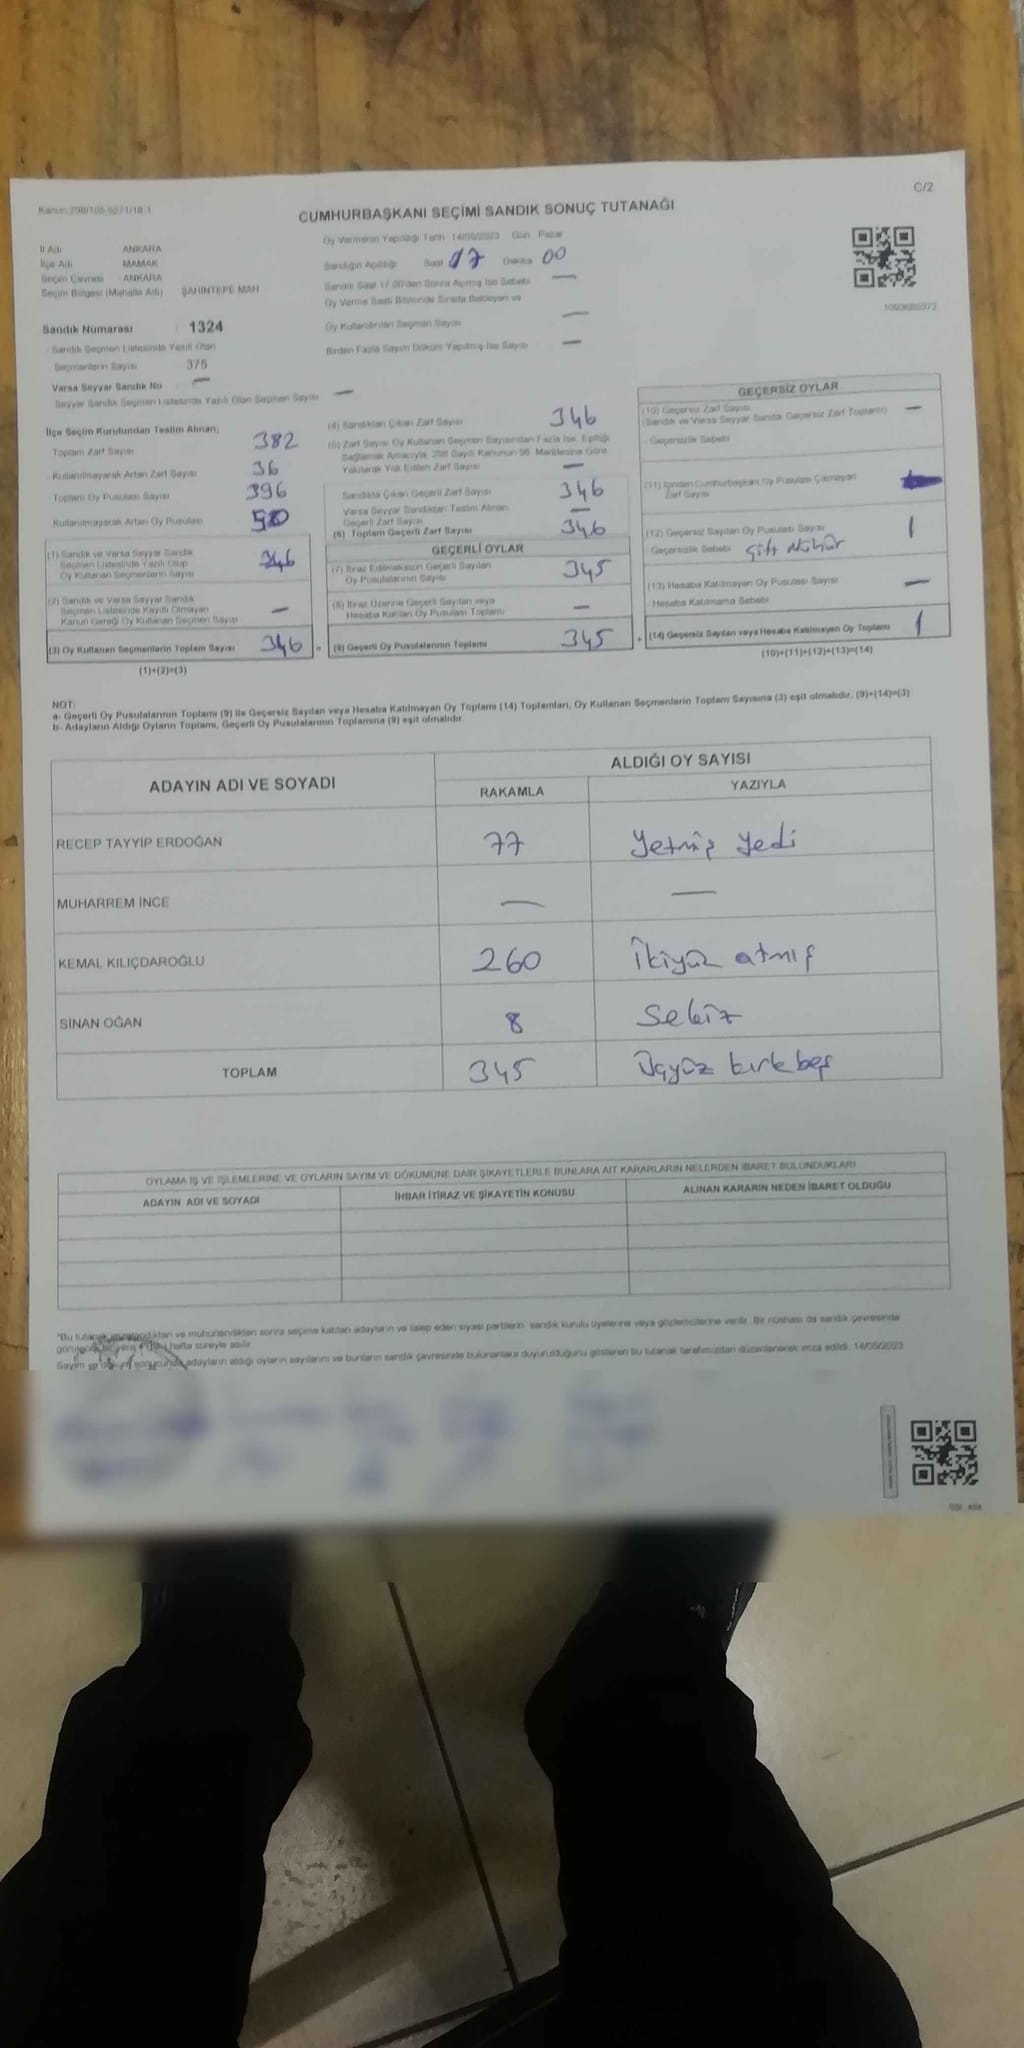 C/2
Kanun 298/105 6271/18-1
CUMHURBAŞKANI SEÇİMİ SANDIK SONUÇ TUTANAĞI
İl Adı ANKARA
İlçe Adı MAMAK
Seçim Çevresi ANKARA
Seçim Bölgesi (Mahalle Adı) ŞAHİNTEPE MAH
Oy Vermenin Yapıldığı Tarih 14/05/2023 Gün Pazar
Sandığın Açıldığı Saat 17 Dakika 00
Sandık Saat 17.00'den Sonra Açılmış İse Sebebi —
Oy Verme Saati Bitiminde Sırada Bekleyen ve
Oy Kullandırılan Seçmen Sayısı —
Birden Fazla Sayım Döküm Yapılmış İse Sayısı —
Sandık Numarası : 1324
Sandık Seçmen Listesinde Yazılı Olan
Seçmenlerin Sayısı : 375
Varsa Seyyar Sandık No —
Seyyar Sandık Seçmen Listesinde Yazılı Olan Seçmen Sayısı —
İlçe Seçim Kurulundan Teslim Alınan;
Toplam Zarf Sayısı 382
Kullanılmayarak Artan Zarf Sayısı 36
Toplam Oy Pusulası Sayısı 396
Kullanılmayarak Artan Oy Pusulası 50
(1) Sandık ve Varsa Seyyar Sandık
Seçmen Listesinde Yazılı Olup
Oy Kullanan Seçmenlerin Sayısı 346
(2) Sandık ve Varsa Seyyar Sandık
Seçmen Listesinde Kayıtlı Olmayan
Kanun Gereği Oy Kullanan Seçmen Sayısı —
(3) Oy Kullanan Seçmenlerin Toplam Sayısı 346
(1)+(2)=(3)
(4) Sandıktan Çıkan Zarf Sayısı 346
(5) Zarf Sayısı Oy Kullanan Seçmen Sayısından Fazla İse, Eşitliği
Sağlamak Amacıyla, 298 Sayılı Kanunun 98. Maddesine Göre
Yakılarak Yok Edilen Zarf Sayısı —
Sandıkta Çıkan Geçerli Zarf Sayısı 346
Varsa Seyyar Sandıktan Teslim Alınan
Geçerli Zarf Sayısı —
(6) Toplam Geçerli Zarf Sayısı 346
GEÇERLİ OYLAR
(7) İtiraz Edilmeksizin Geçerli Sayılan
Oy Pusulalarının Sayısı 345
(8) İtiraz Üzerine Geçerli Sayılan veya
Hesaba Katılan Oy Pusulası Toplamı —
= (9) Geçerli Oy Pusulalarının Toplamı 345
GEÇERSİZ OYLAR
(10) Geçersiz Zarf Sayısı
(Sandık ve Varsa Seyyar Sandık Geçersiz Zarf Toplamı) —
Geçersizlik Sebebi
(11) İçinden Cumhurbaşkanı Oy Pusulası Çıkmayan
Zarf Sayısı
(12) Geçersiz Sayılan Oy Pusulası Sayısı 1
Geçersizlik Sebebi Çift Mühür
(13) Hesaba Katılmayan Oy Pusulası Sayısı —
Hesaba Katılmama Sebebi
+ (14) Geçersiz Sayılan veya Hesaba Katılmayan Oy Toplamı 1
(10)+(11)+(12)+(13)=(14)
NOT:
a- Geçerli Oy Pusulalarının Toplamı (9) ile Geçersiz Sayılan veya Hesaba Katılmayan Oy Toplamı (14) Toplamları, Oy Kullanan Seçmenlerin Toplam Sayısına (3) eşit olmalıdır. (9)+(14)=(3)
b- Adayların Aldığı Oyların Toplamı, Geçerli Oy Pusulalarının Toplamına (9) eşit olmalıdır.
ADAYIN ADI VE SOYADI ALDIĞI OY SAYISI
RAKAMLA YAZIYLA
RECEP TAYYİP ERDOĞAN 77 Yetmiş Yedi
MUHARREM İNCE — —
KEMAL KILIÇDAROĞLU 260 İkiyüz atmış
SİNAN OĞAN 8 Sekiz
TOPLAM 345 Üçyüz kırkbeş
OYLAMA İŞ VE İŞLEMLERİNE VE OYLARIN SAYIM VE DÖKÜMÜNE DAİR ŞİKAYETLERLE BUNLARA AİT KARARLARIN NELERDEN İBARET BULUNDUKLARI
ADAYIN ADI VE SOYADI İHBAR İTİRAZ VE ŞİKAYETİN KONUSU ALINAN KARARIN NEDEN İBARET OLDUĞU
*Bu tutanak imzalandıktan ve mühürlendikten sonra seçime katılan adayların ve talep eden siyasi partilerin sandık kurulu üyelerine veya gözlemcilerine verilir. Bir nüshası da sandık çevresinde
hafta süreyle asılır.
Sayım ve döküm sonucunda adayların aldığı oyların sayılarını ve bunların sandık çevresinde bulunanlara duyurulduğunu gösteren bu tutanak tarafımızdan düzenlenerek imza edildi. 14/05/2023